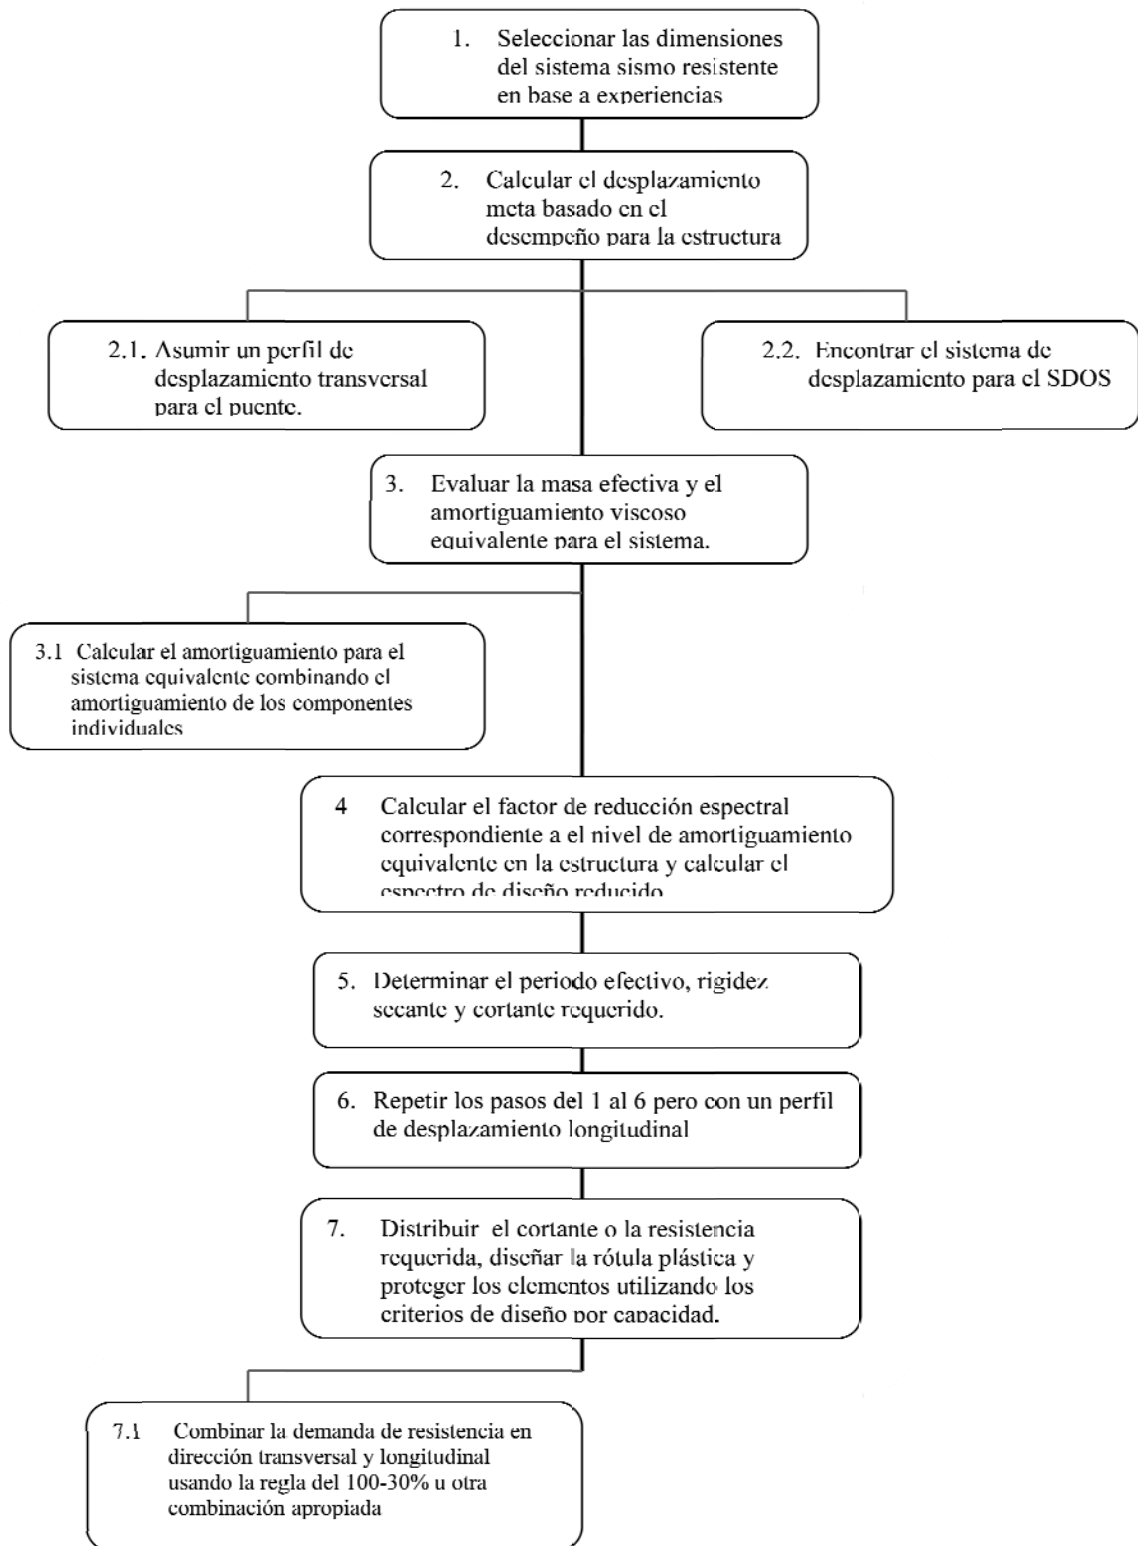 1. Seleccionar las dimensiones
del sistema sismo resistente
en base a experiencias
2. Calcular el desplazamiento
meta basado en el
desempeño para la estructura
2.1. Asumir un perfil de
desplazamiento transversal
para el puente.
2.2. Encontrar el sistema de
desplazamiento para el SDOS
3. Evaluar la masa efectiva y el
amortiguamiento viscoso
equivalente para el sistema.
3.1 Calcular el amortiguamiento para el
sistema equivalente combinando el
amortiguamiento de los componentes
individuales
4 Calcular el factor de reducción espectral
correspondiente a el nivel de amortiguamiento
equivalente en la estructura y calcular el
espectro de diseño reducido
5. Determinar el periodo efectivo, rigidez
secante y cortante requerido.
6. Repetir los pasos del 1 al 6 pero con un perfil
de desplazamiento longitudinal
7. Distribuir el cortante o la resistencia
requerida, diseñar la rótula plástica y
proteger los elementos utilizando los
criterios de diseño por capacidad.
7.1 Combinar la demanda de resistencia en
dirección transversal y longitudinal
usando la regla del 100-30% u otra
combinación apropiada